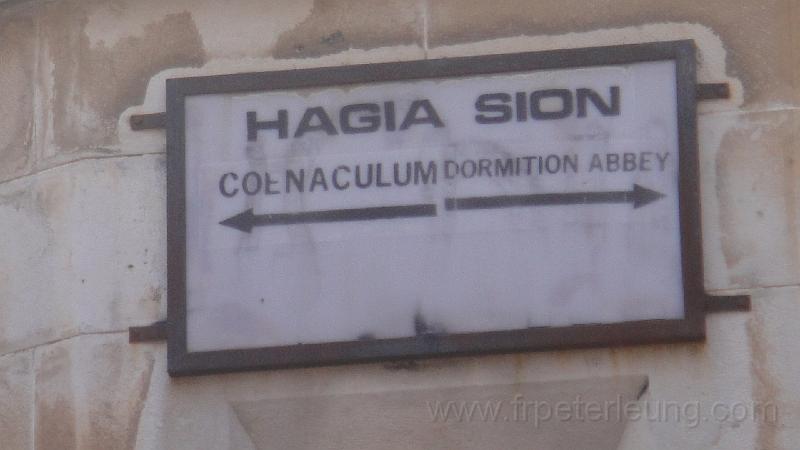 HAGIA SION
COENACULUM DORMITION ABBEY
www.frpeterleung.com